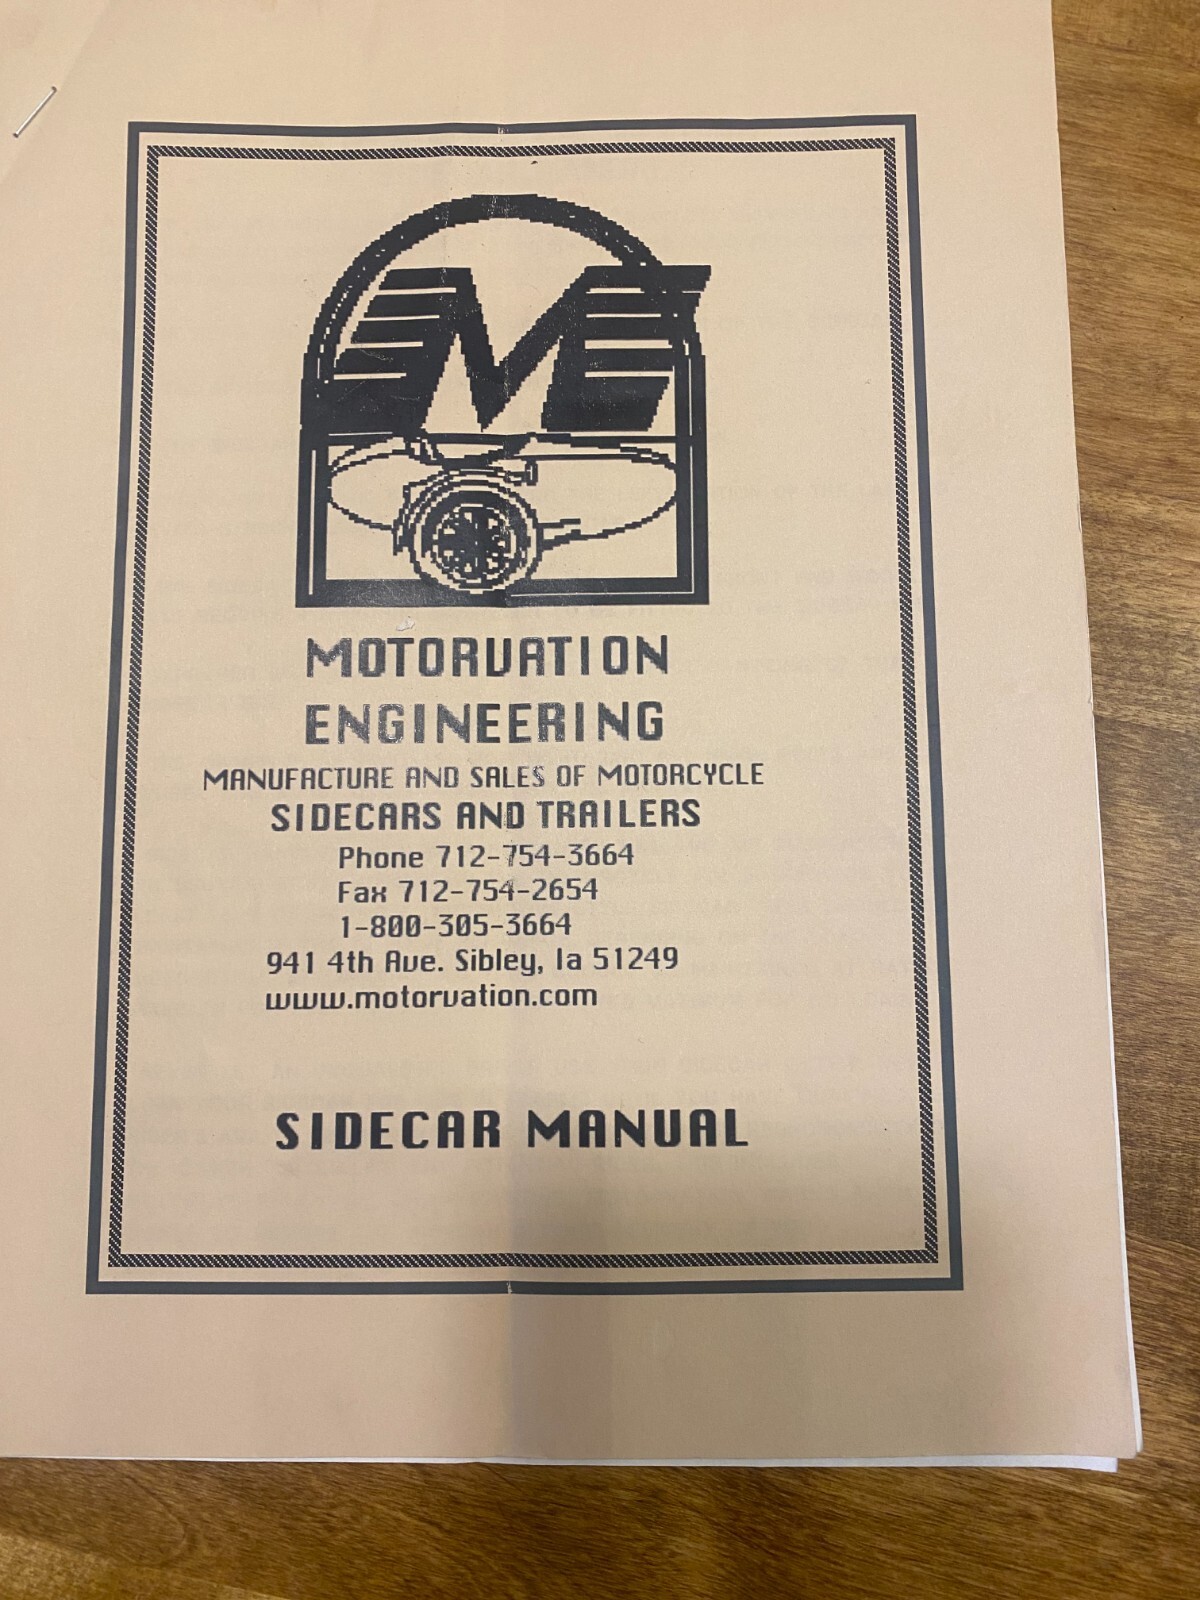 M
MOTORVATION
ENGINEERING
MANUFACTURE AND SALES OF MOTORCYCLE
SIDECARS AND TRAILERS
Phone 712-754-3664
Fax 712-754-2654
1-800-305-3664
941 4th Ave. Sibley, Ia 51249
www.motorvation.com
SIDECAR MANUAL